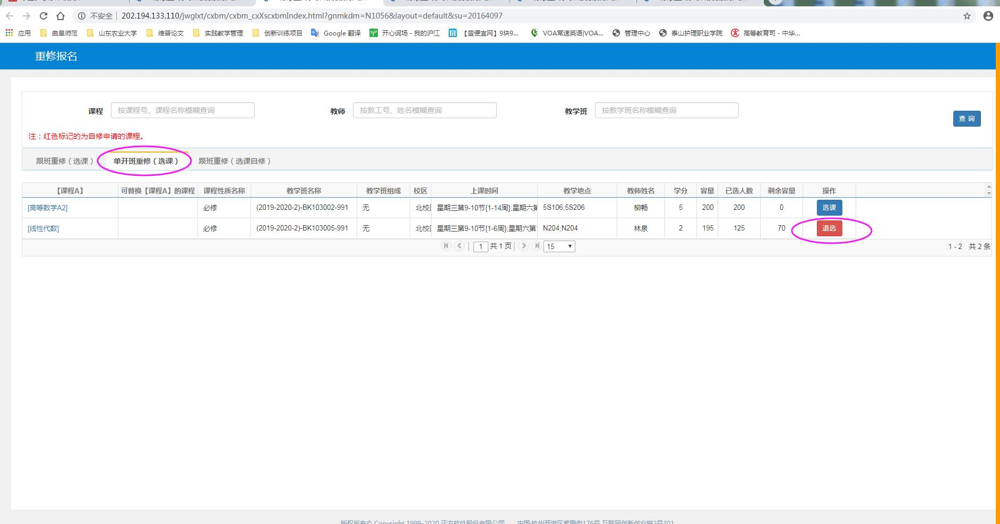 不安全 202.194.133.110/jwglxt/cxbm/cxbm_cxXscxbmIndex.html?gnmkdm=N1056&layout=default&su=20164097
应用 曲阜师范 山东农业大学 维普论文 实践教学管理 创新训练项目 Google 翻译 开心词场 - 我的沪江 【蛮便宜网】9块9... VOA常速英语|VOA... 管理中心 泰山护理职业学院 高等教育司 - 中华...
重修报名
课程 按课程号、课程名称模糊查询 教师 按教工号、姓名模糊查询 教学班 按教学班名称模糊查询
查 询
注：红色标记的为自修申请的课程。
跟班重修（选课） 单开班重修（选课） 跟班重修（选课自修）
【课程A】 可替换【课程A】的课程 课程性质名称 教学班名称 教学班组成 校区 上课时间 教学地点 教师姓名 学分 容量 已选人数 剩余容量 操作
[高等数学A2] 必修 (2019-2020-2)-BK103002-991 无 北校 星期三第9-10节{1-14周};星期六第 5S106;5S206 柳畅 5 200 200 0 选课
[线性代数] 必修 (2019-2020-2)-BK103005-991 无 北校 星期三第9-10节{1-6周};星期六第 N204;N204 林泉 2 195 125 70 退选
1 共 1 页 15 1 - 2 共 2 条
版权所有© Copyright 1999-2020 正方软件股份有限公司 中国·杭州西湖区紫霞街176号 互联网创新创业园2号301